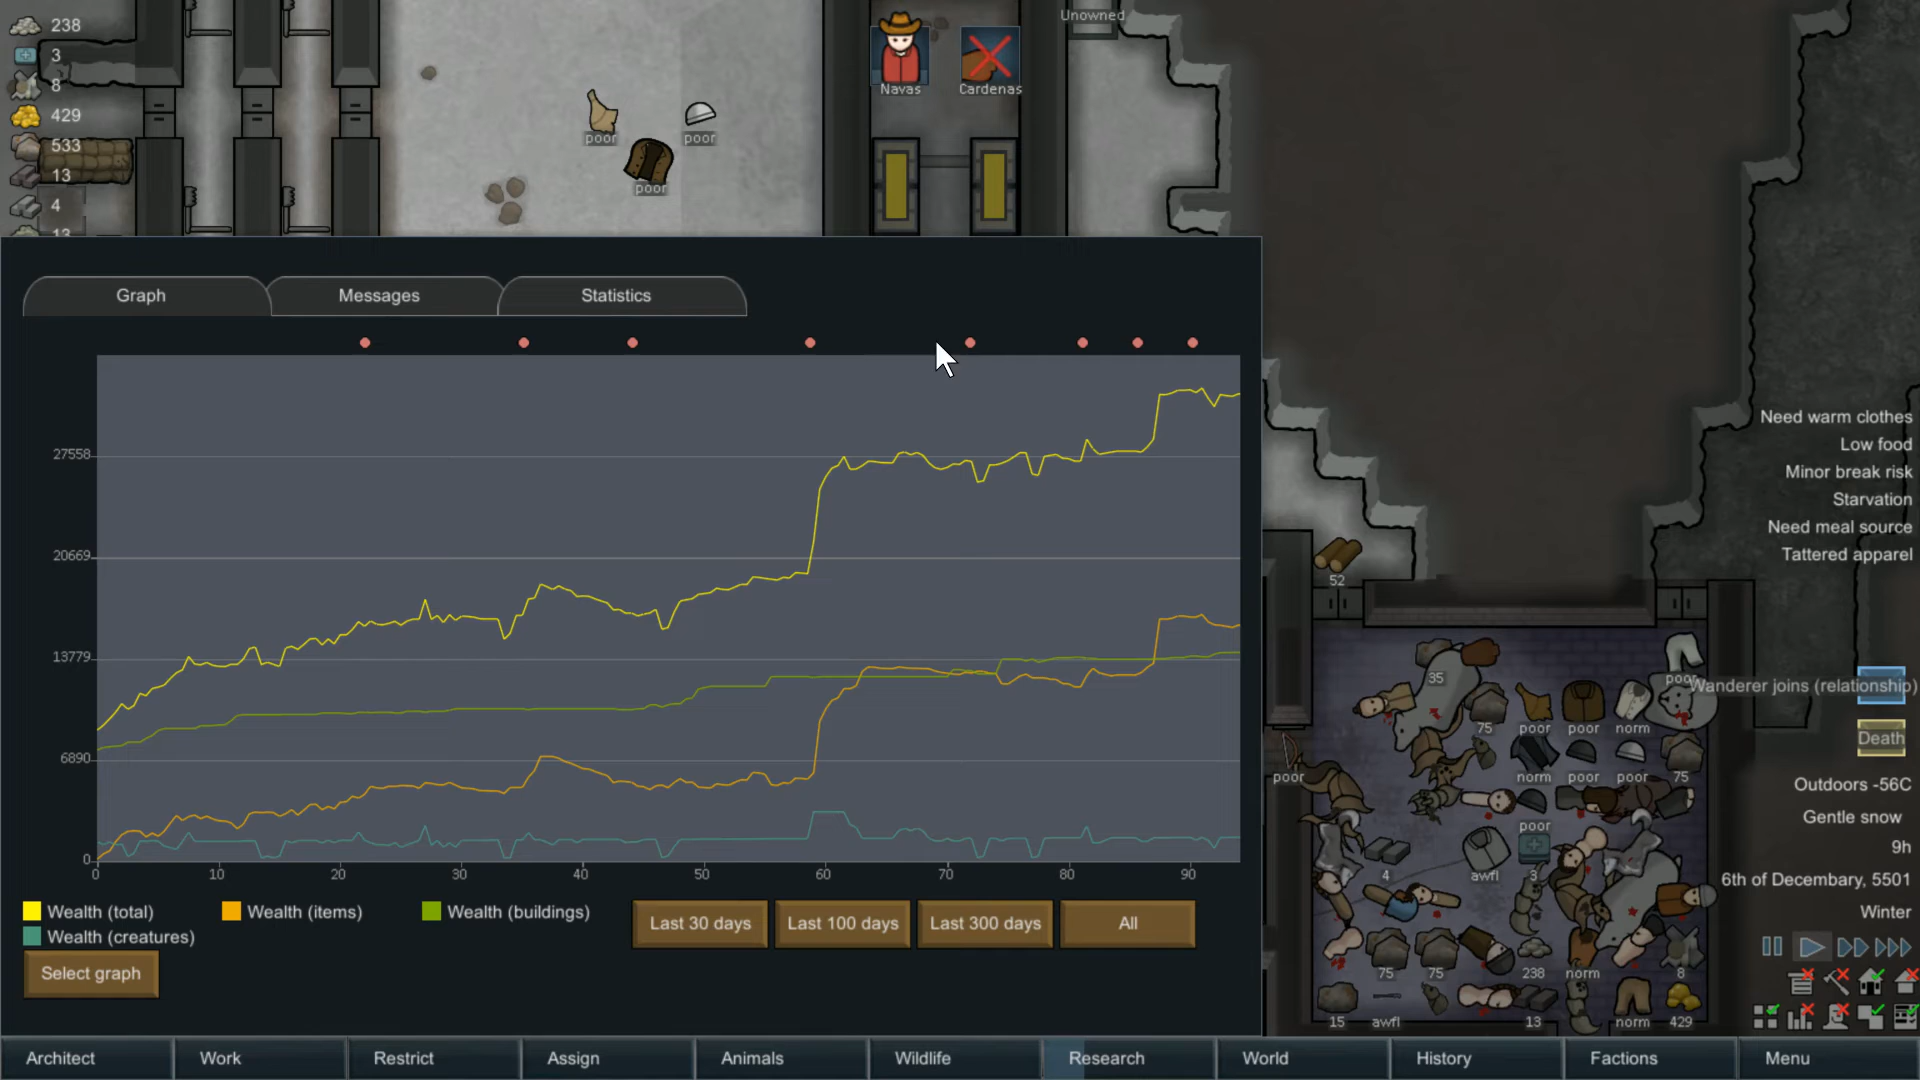 238
3
8
429
533
13
4
13
poor
poor
poor
Navas
Cardenas
Unowned
Graph
Messages
Statistics
27558
20669
13779
6890
0
0
10
20
30
40
50
60
70
80
90
Wealth (total)
Wealth (items)
Wealth (buildings)
Wealth (creatures)
Last 30 days
Last 100 days
Last 300 days
All
Select graph
Need warm clothes
Low food
Minor break risk
Starvation
Need meal source
Tattered apparel
52
35
poor
Wanderer joins (relationship)
75
poor
poor
norm
Death
poor
norm
poor
poor
75
Outdoors -56C
Gentle snow
poor
9h
4
awfl
3
6th of Decembary, 5501
Winter
75
75
238
norm
8
15
awfl
13
norm
429
Architect
Work
Restrict
Assign
Animals
Wildlife
Research
World
History
Factions
Menu